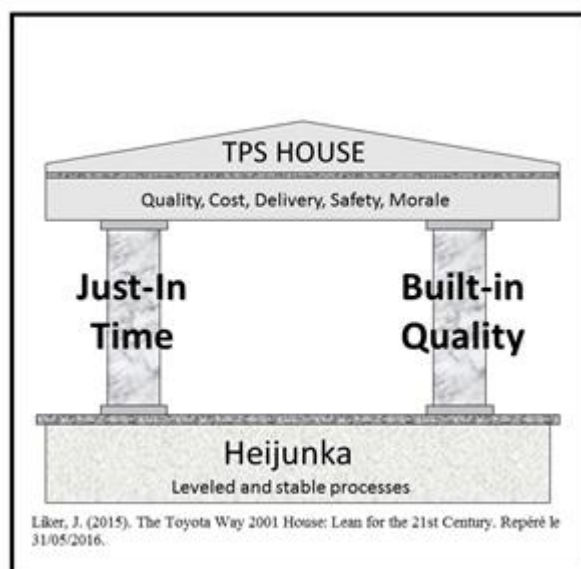 TPS HOUSE
Quality, Cost, Delivery, Safety, Morale
Just-In
Time
Built-in
Quality
Heijunka
Leveled and stable processes
Liker, J. (2015). The Toyota Way 2001 House: Lean for the 21st Century. Repéré le
31/05/2016.